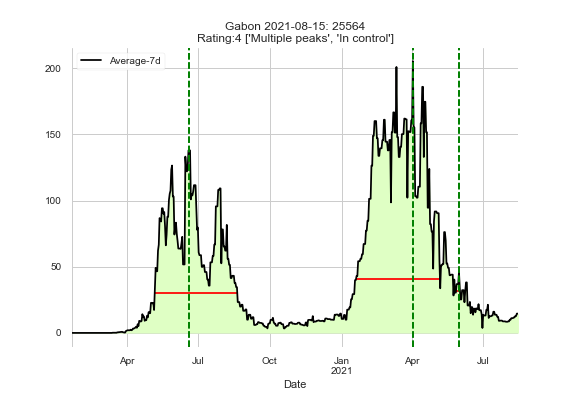 Gabon 2021-08-15: 25564
Rating:4 ['Multiple peaks', 'In control']
Average-7d
200
150
100
50
0
Apr Jul Oct Jan Apr Jul
2021
Date